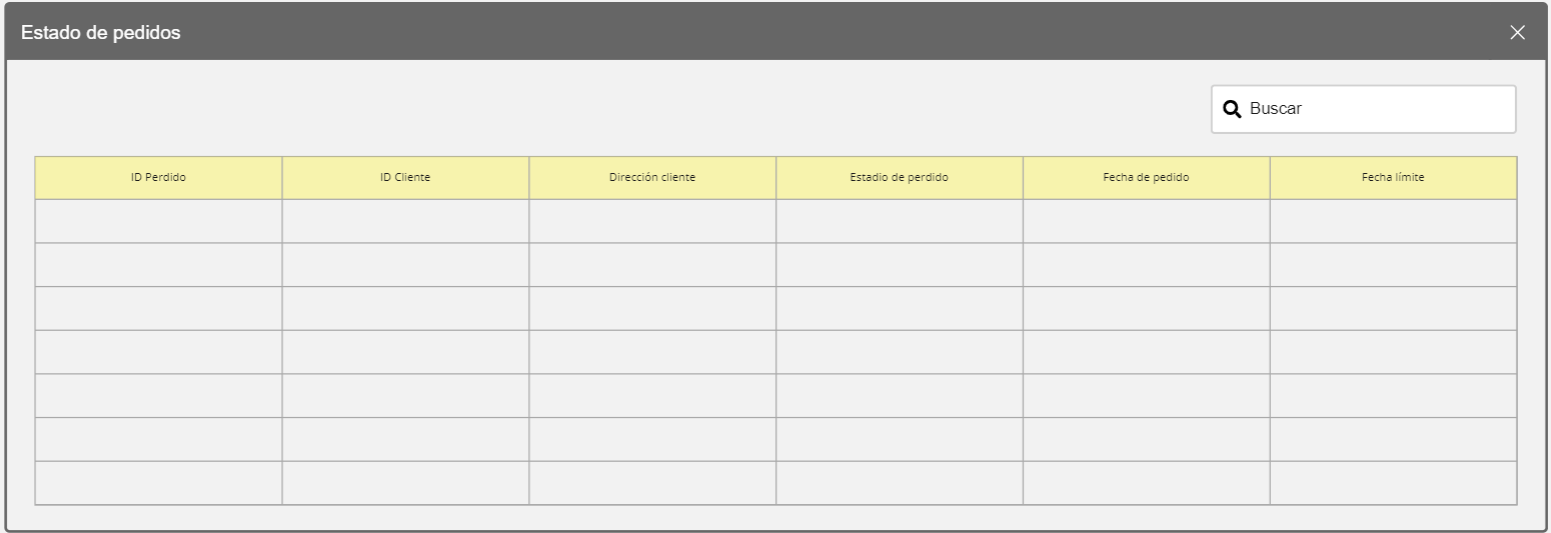 Estado de pedidos
Buscar
ID Perdido ID Cliente Dirección cliente Estadio de perdido Fecha de pedido Fecha límite